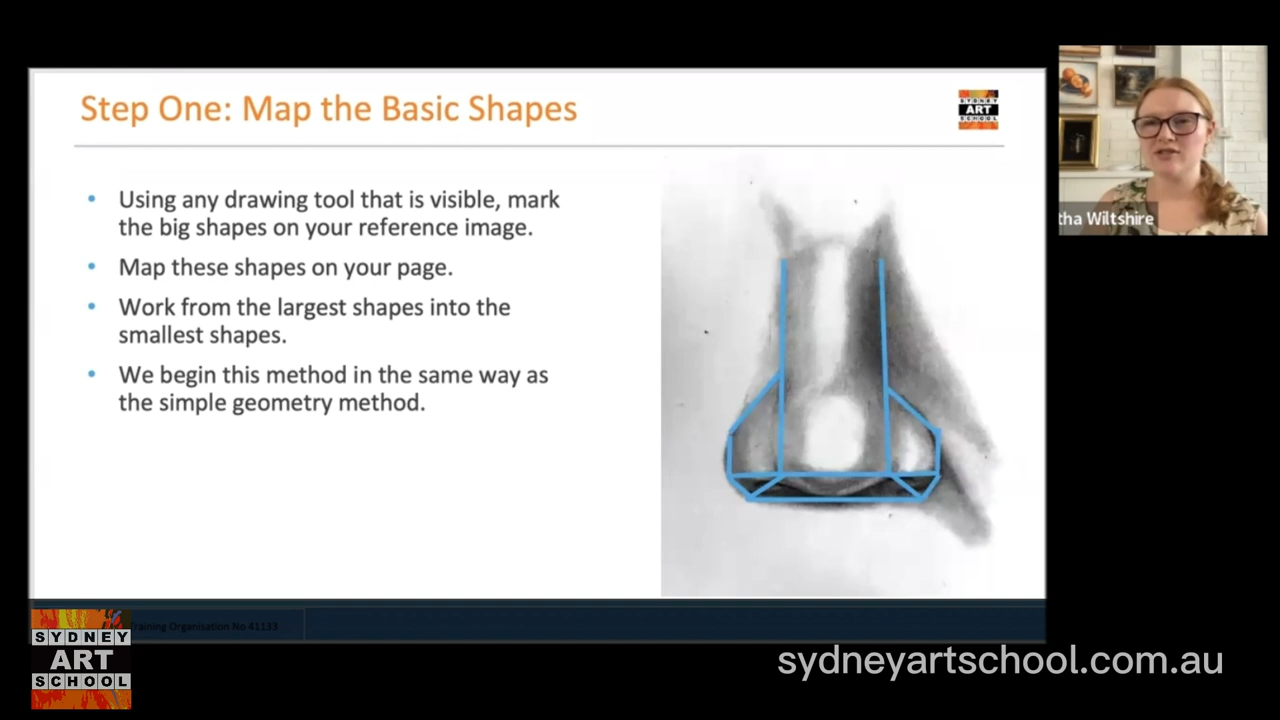 Step One: Map the Basic Shapes
SYDNEY
ART
SCHOOL
• Using any drawing tool that is visible, mark
the big shapes on your reference image.
• Map these shapes on your page.
• Work from the largest shapes into the
smallest shapes.
• We begin this method in the same way as
the simple geometry method.
tha Wiltshire
Training Organisation No 41133
SYDNEY
ART
SCHOOL
sydneyartschool.com.au